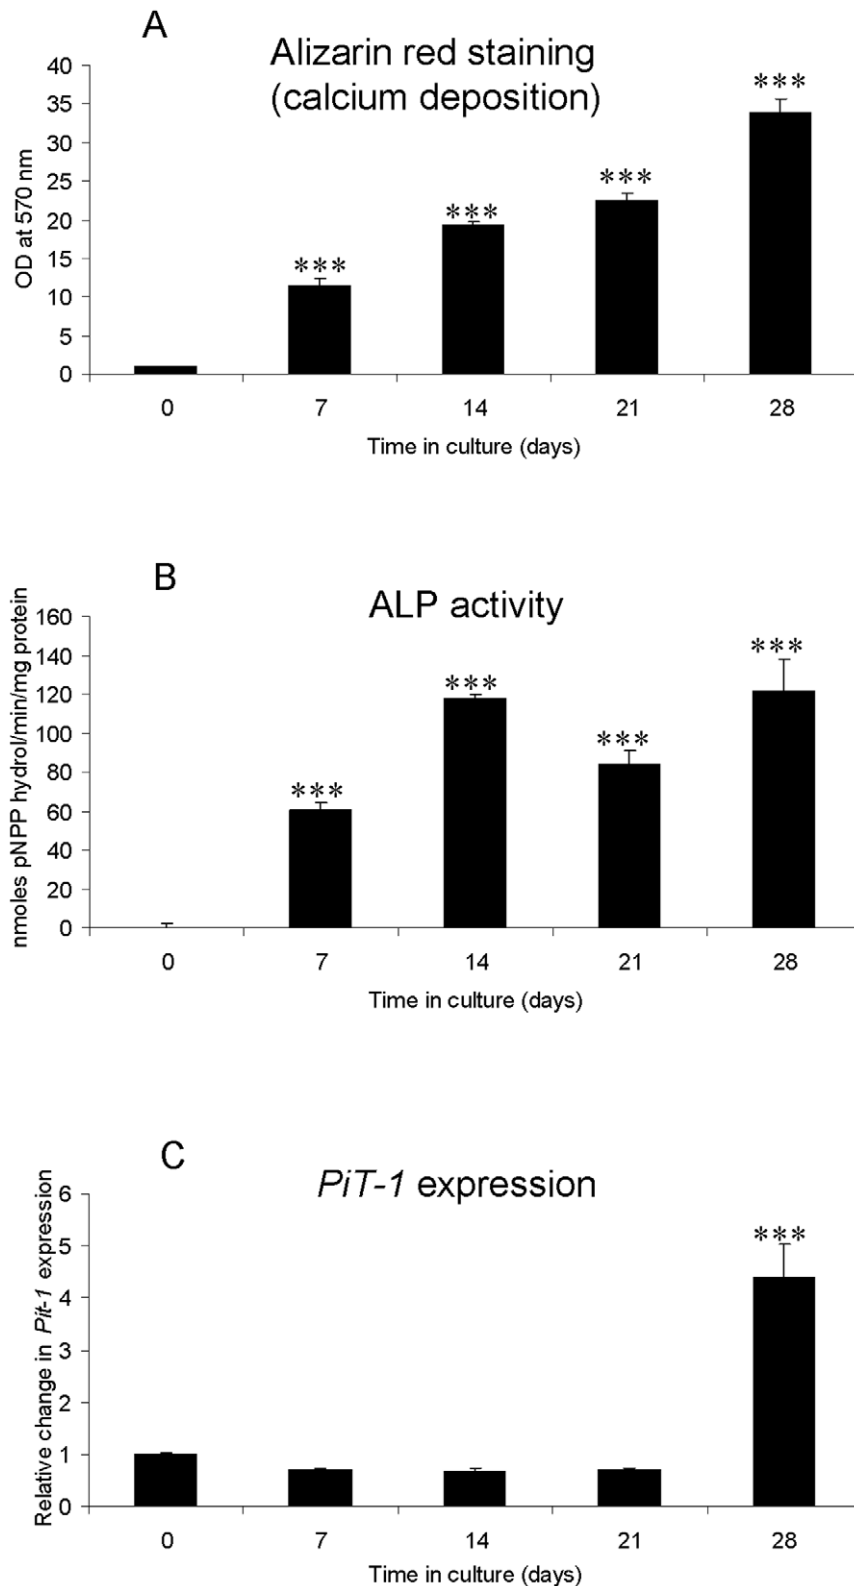 A
Alizarin red staining
(calcium deposition)
OD at 570 nm
40
35
30
25
20
15
10
5
0
***
***
***
***
0 7 14 21 28
Time in culture (days)
B
ALP activity
nmoles pNPP hydrol/min/mg protein
160
140
120
100
80
60
40
20
0
***
***
***
***
0 7 14 21 28
Time in culture (days)
C
PiT-1 expression
Relative change in Pit-1 expression
6
5
4
3
2
1
0
***
0 7 14 21 28
Time in culture (days)